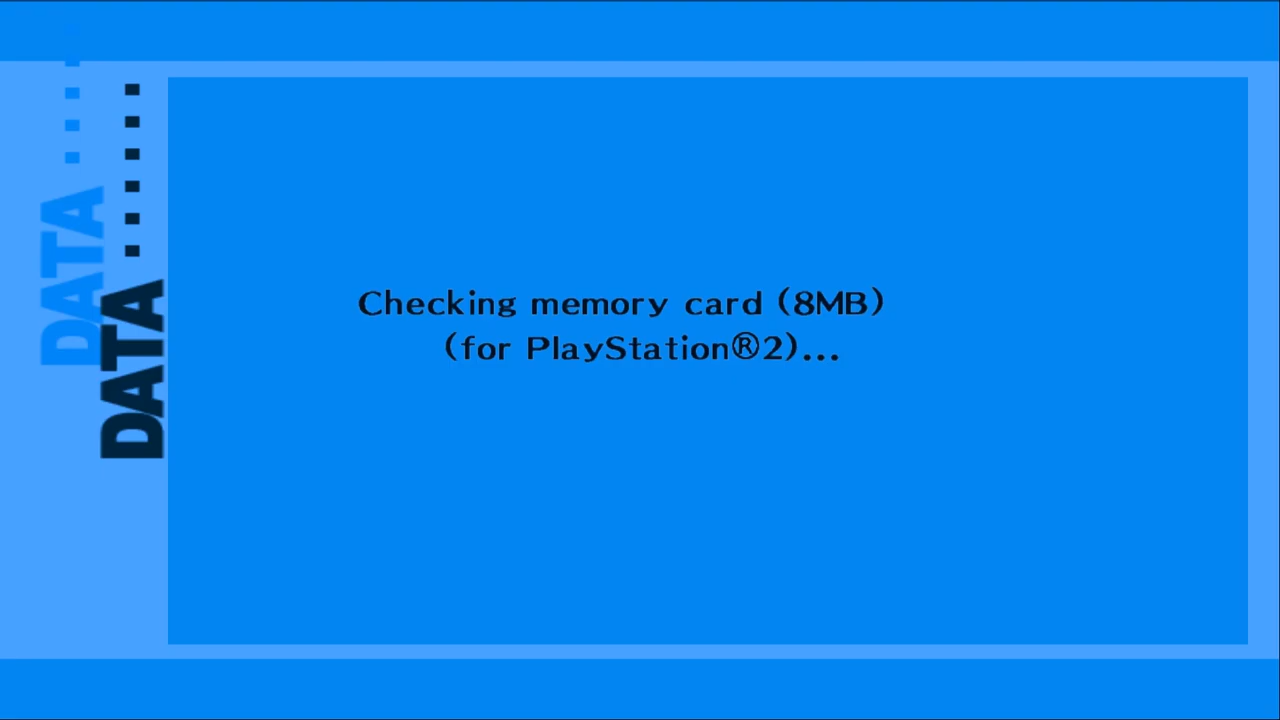 DATA ......
DATA ....
Checking memory card (8MB)
(for PlayStation®2)...